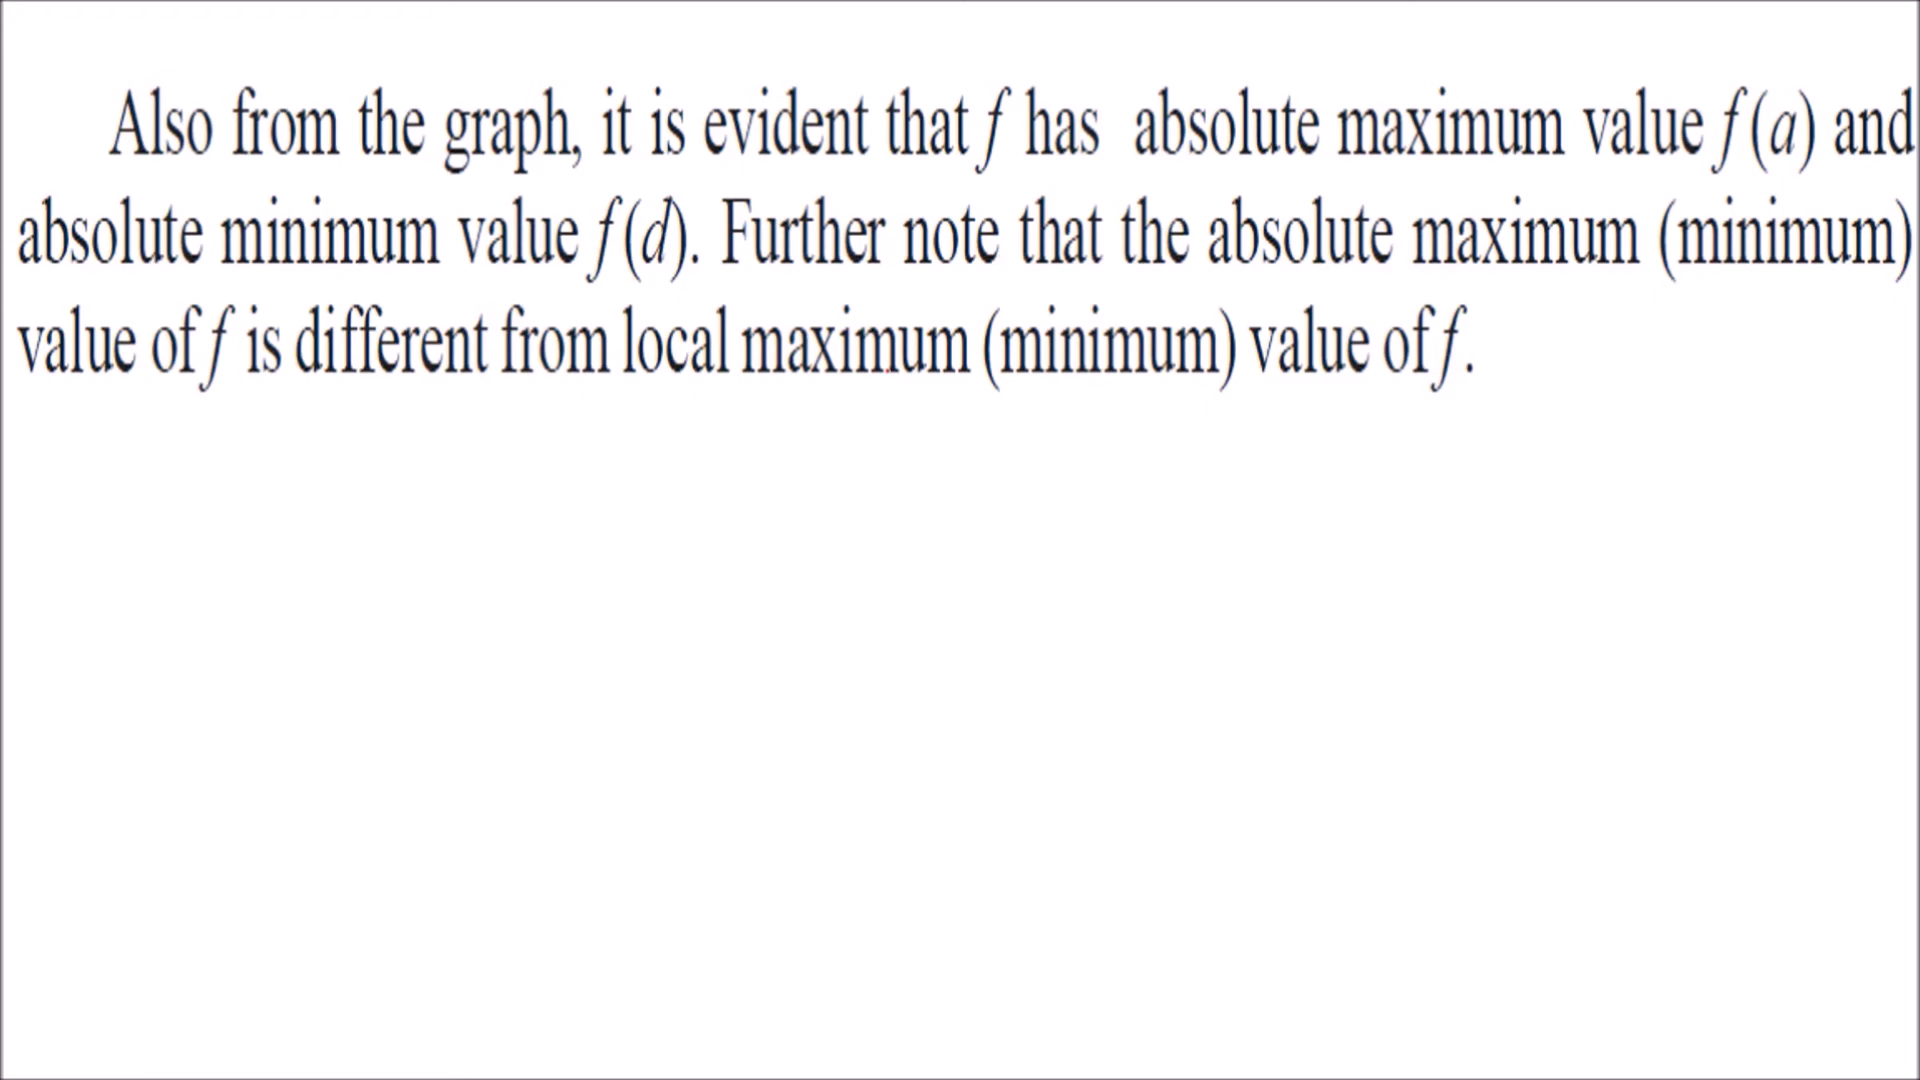 Also from the graph, it is evident that f has absolute maximum value f (a) and
absolute minimum value f (d). Further note that the absolute maximum (minimum)
value of f is different from local maximum (minimum) value of f.